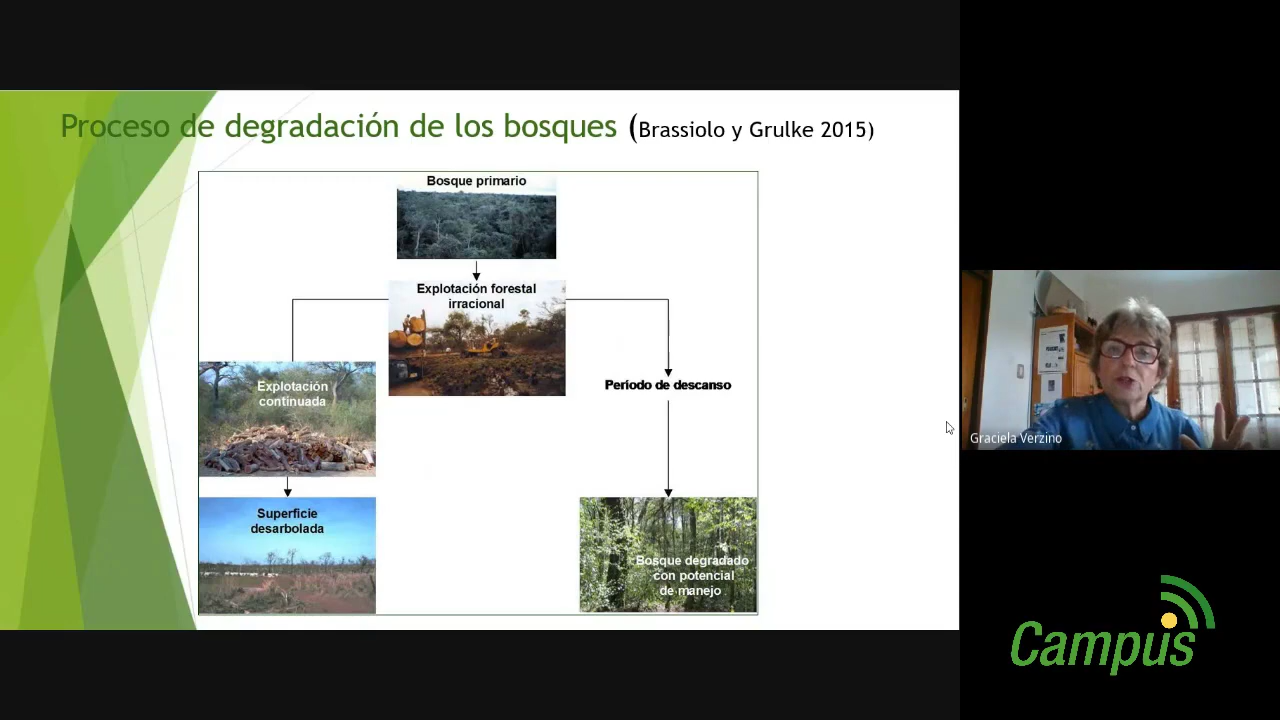 Proceso de degradación de los bosques (Brassiolo y Grulke 2015)
Bosque primario
Explotación forestal
irracional
Explotación
continuada
Período de descanso
Superficie
desarbolada
Bosque degradado
con potencial
de manejo
Graciela Verzino
Campus